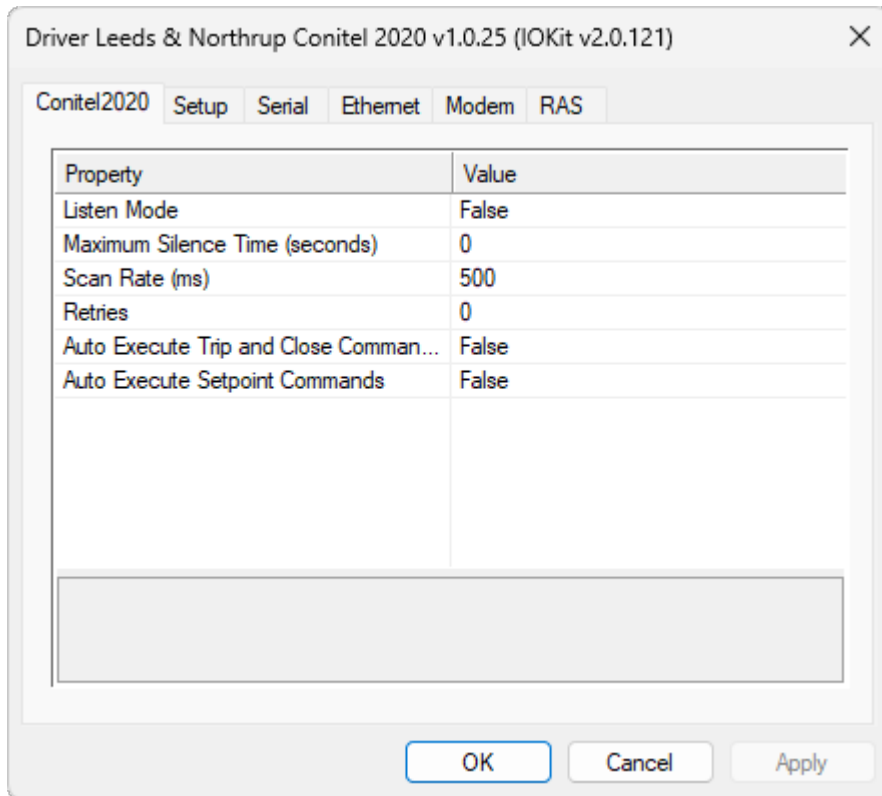 Driver Leeds & Northrup Conitel 2020 v1.0.25 (IOKit v2.0.121)
Conitel2020 Setup Serial Ethernet Modem RAS
Property Value
Listen Mode False
Maximum Silence Time (seconds) 0
Scan Rate (ms) 500
Retries 0
Auto Execute Trip and Close Comman... False
Auto Execute Setpoint Commands False
OK Cancel Apply